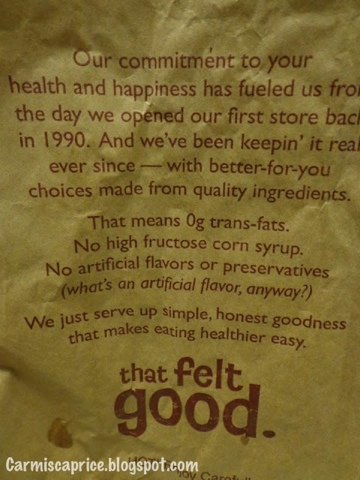 Our commitment to your
health and happiness has fueled us from
the day we opened our first store back
in 1990. And we've been keepin' it real
ever since — with better-for-you
choices made from quality ingredients.
That means 0g trans-fats.
No high fructose corn syrup.
No artificial flavors or preservatives
(what's an artificial flavor, anyway?)
We just serve up simple, honest goodness
that makes eating healthier easy.
that felt
good.
Carmiscaprice.blogspot.com